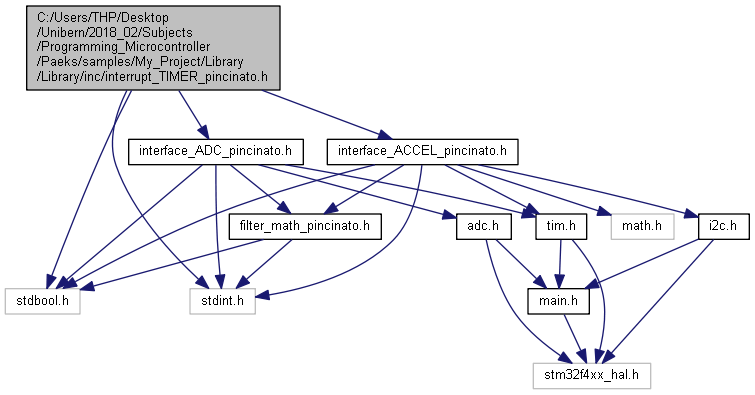 C:/Users/THP/Desktop
/Unibern/2018_02/Subjects
/Programming_Microcontroller
/Paeks/samples/My_Project/Library
/Library/inc/interrupt_TIMER_pincinato.h
interface_ADC_pincinato.h
interface_ACCEL_pincinato.h
filter_math_pincinato.h
adc.h
tim.h
math.h
i2c.h
stdbool.h
stdint.h
main.h
stm32f4xx_hal.h